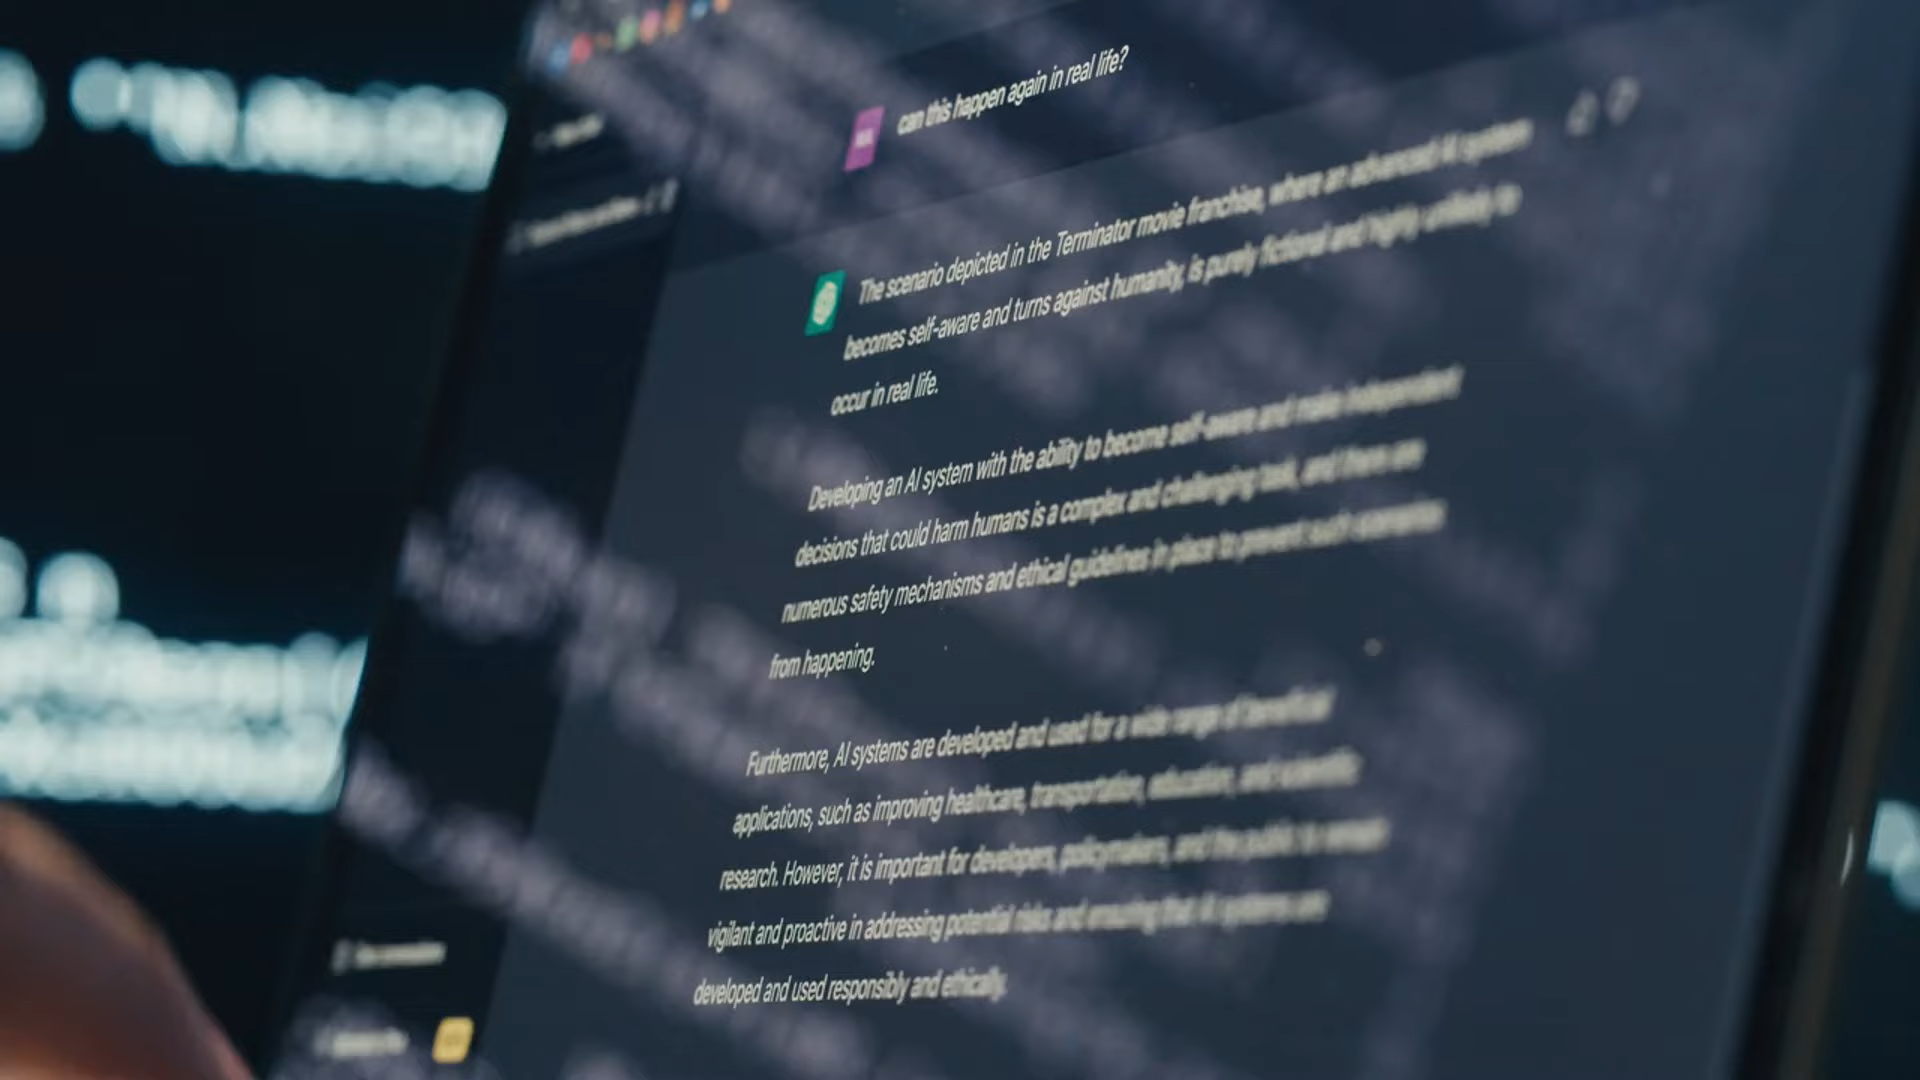 can this happen again in real life?
The scenario depicted in the Terminator movie franchise, where an advanced AI system
becomes self-aware and turns against humanity, is purely fictional and highly unlikely to
occur in real life.
Developing an AI system with the ability to become self-aware and make independent
decisions that could harm humans is a complex and challenging task, and there are
numerous safety mechanisms and ethical guidelines in place to prevent such scenarios
from happening.
Furthermore, AI systems are developed and used for a wide range of beneficial
applications, such as improving healthcare, transportation, education, and scientific
research. However, it is important for developers, policymakers, and the public to remain
vigilant and proactive in addressing potential risks and ensuring that AI systems are
developed and used responsibly and ethically.